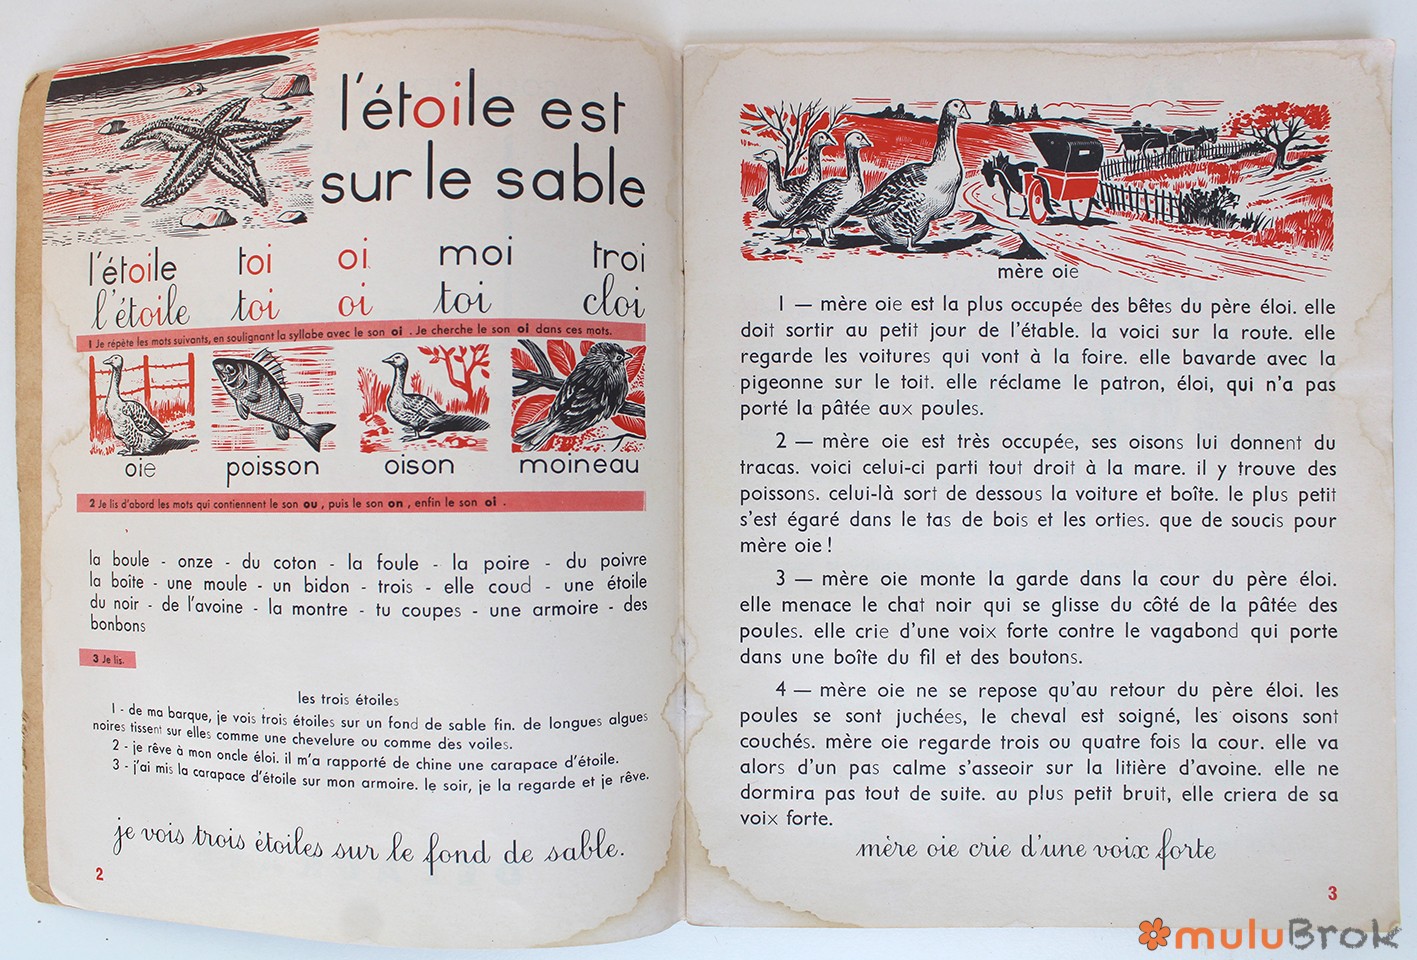 l'étoile est
sur le sable
l'étoile toi oi moi troi
l'étoile toi oi toi cloi
1 Je répète les mots suivants, en soulignant la syllabe avec le son oi . Je cherche le son oi dans ces mots.
oie poisson oison moineau
2 Je lis d'abord les mots qui contiennent le son ou , puis le son on , enfin le son oi .
la boule - onze - du coton - la foule - la poire - du poivre
la boîte - une moule - un bidon - trois - elle coud - une étoile
du noir - de l'avoine - la montre - tu coupes - une armoire - des
bonbons
3 Je lis.
les trois étoiles
1 - de ma barque, je vois trois étoiles sur un fond de sable fin. de longues algues
noires tissent sur elles comme une chevelure ou comme des voiles.
2 - je rêve à mon oncle éloi. il m'a rapporté de chine une carapace d'étoile.
3 - j'ai mis la carapace d'étoile sur mon armoire. le soir, je la regarde et je rêve.
je vois trois étoiles sur le fond de sable.
2
mère oie
1 — mère oie est la plus occupée des bêtes du père éloi. elle
doit sortir au petit jour de l'étable. la voici sur la route. elle
regarde les voitures qui vont à la foire. elle bavarde avec la
pigeonne sur le toit. elle réclame le patron, éloi, qui n'a pas
porté la pâtée aux poules.
2 — mère oie est très occupée, ses oisons lui donnent du
tracas. voici celui-ci parti tout droit à la mare. il y trouve des
poissons. celui-là sort de dessous la voiture et boîte. le plus petit
s'est égaré dans le tas de bois et les orties. que de soucis pour
mère oie !
3 — mère oie monte la garde dans la cour du père éloi.
elle menace le chat noir qui se glisse du côté de la pâtée des
poules. elle crie d'une voix forte contre le vagabond qui porte
dans une boîte du fil et des boutons.
4 — mère oie ne se repose qu'au retour du père éloi. les
poules se sont juchées, le cheval est soigné, les oisons sont
couchés. mère oie regarde trois ou quatre fois la cour. elle va
alors d'un pas calme s'asseoir sur la litière d'avoine. elle ne
dormira pas tout de suite. au plus petit bruit, elle criera de sa
voix forte.
mère oie crie d'une voix forte
3
muluBrok